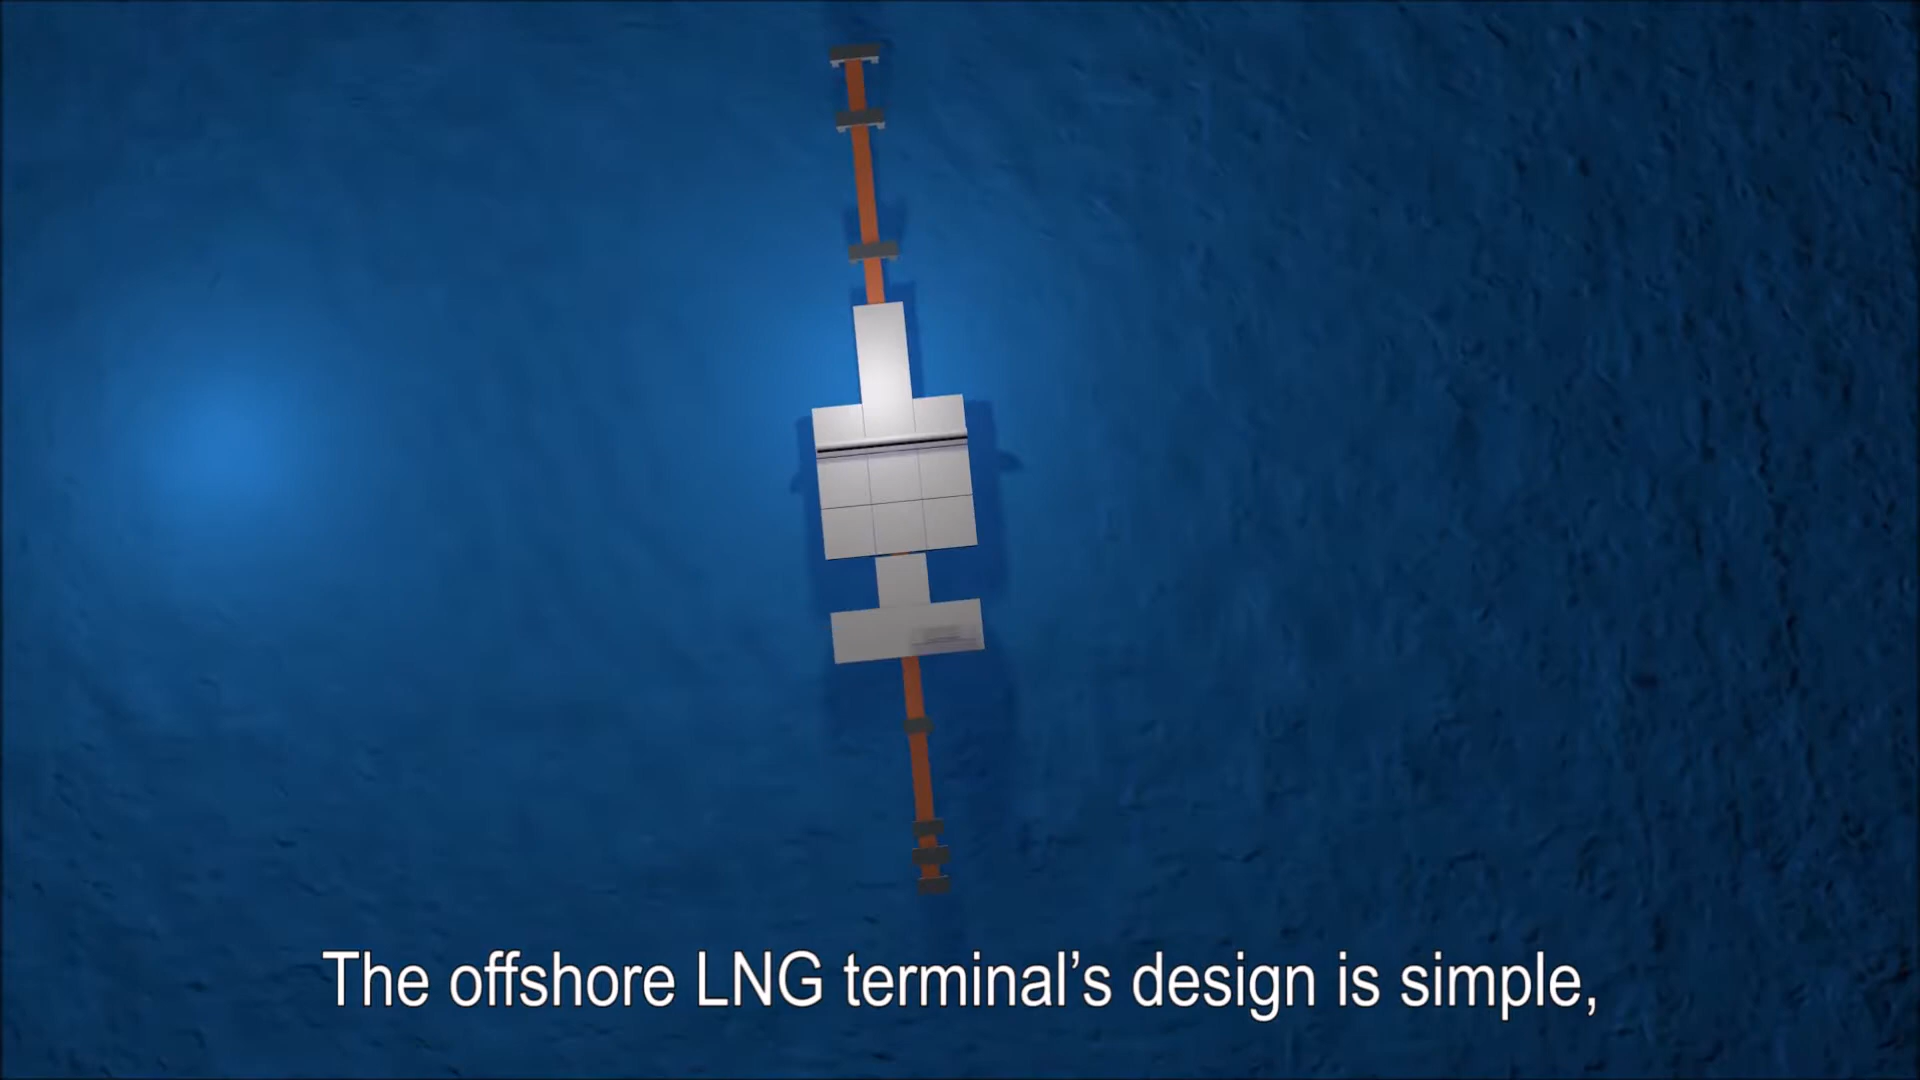 The offshore LNG terminal’s design is simple,